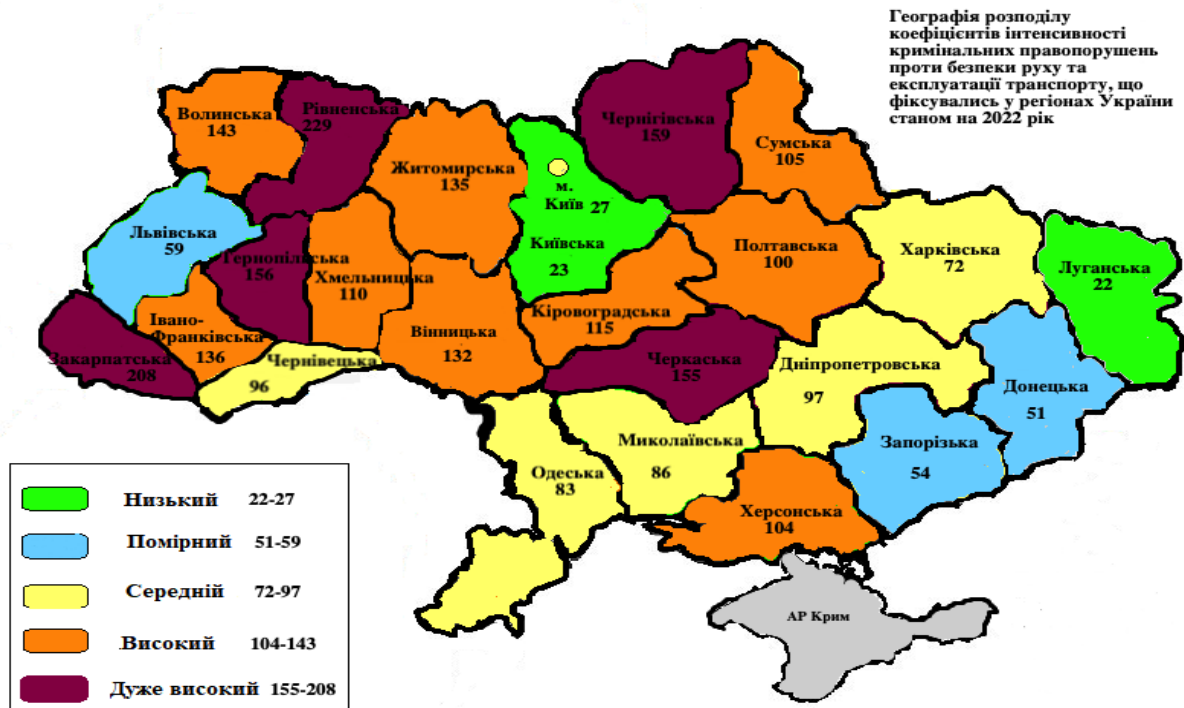 Географія розподілу
коефіцієнтів інтенсивності
кримінальних правопорушень
проти безпеки руху та
експлуатації транспорту, що
фіксувались у регіонах України
станом на 2022 рік
Волинська
143
Рівненська
229
Житомирська
135
м.
Київ 27
Київська
23
Чернігівська
159
Сумська
105
Львівська
59
Тернопільська
156
Хмельницька
110
Вінницька
132
Кіровоградська
115
Полтавська
100
Харківська
72
Луганська
22
Івано-
Франківська
136
Закарпатська
208
Чернівецька
96
Черкаська
155
Дніпропетровська
97
Донецька
51
Запорізька
54
Миколаївська
86
Одеська
83
Херсонська
104
АР Крим
Низький 22-27
Помірний 51-59
Середній 72-97
.Високий 104-143
Дуже високий 155-208